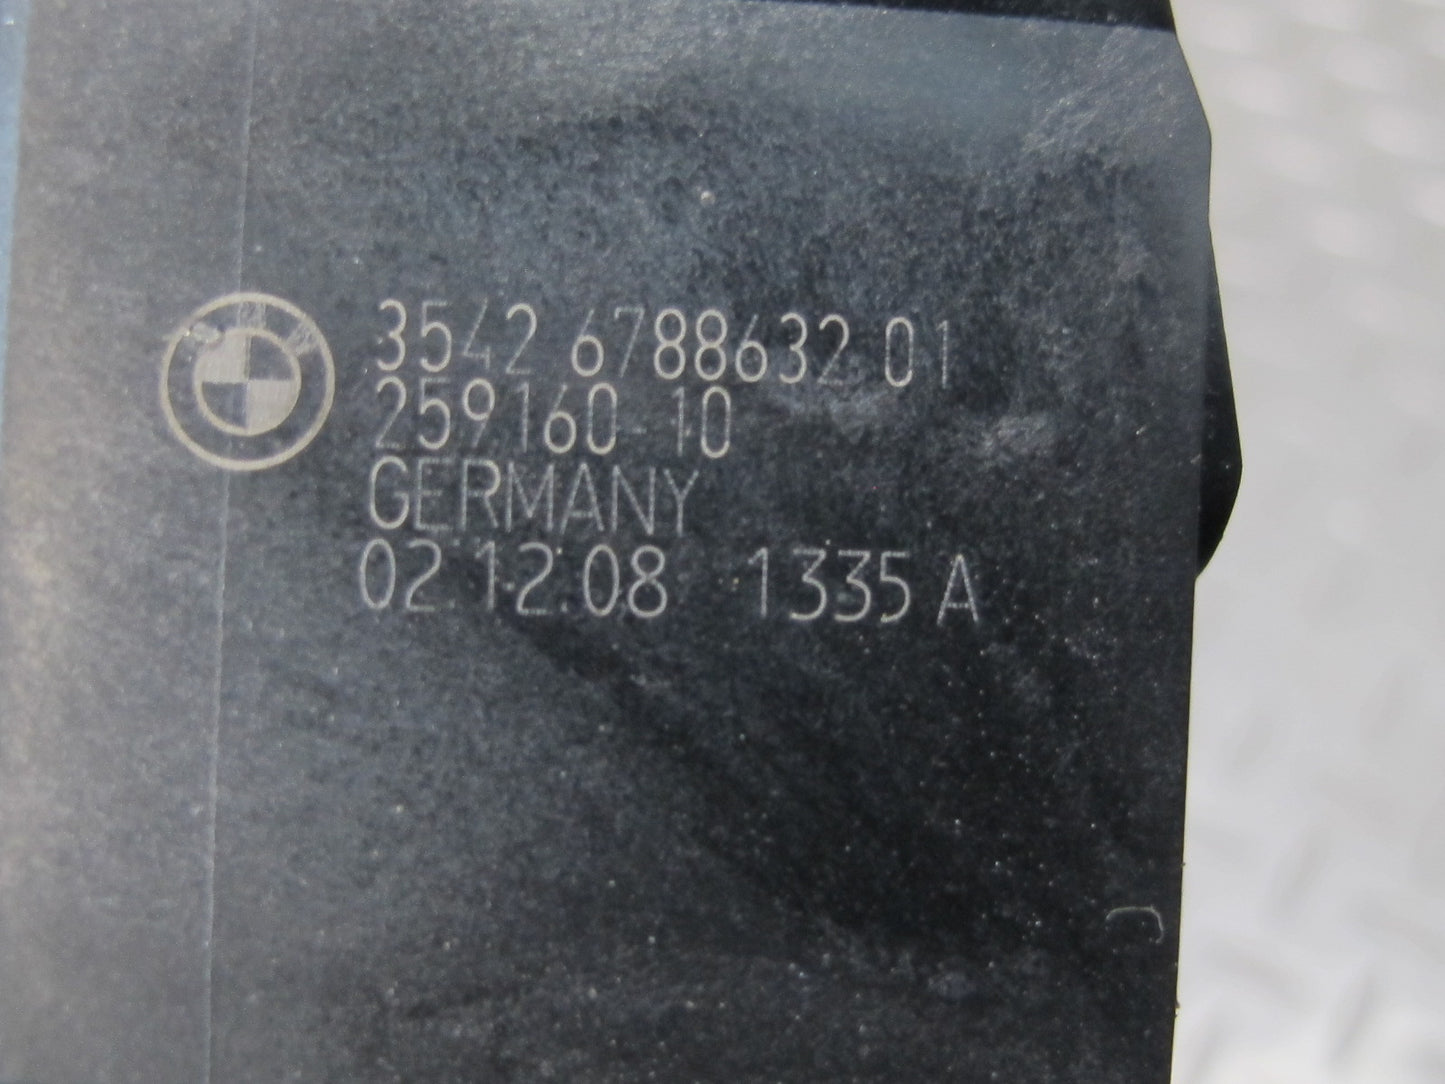 3542 6788632 01
259160-10
GERMANY
02.12.08 1335 A